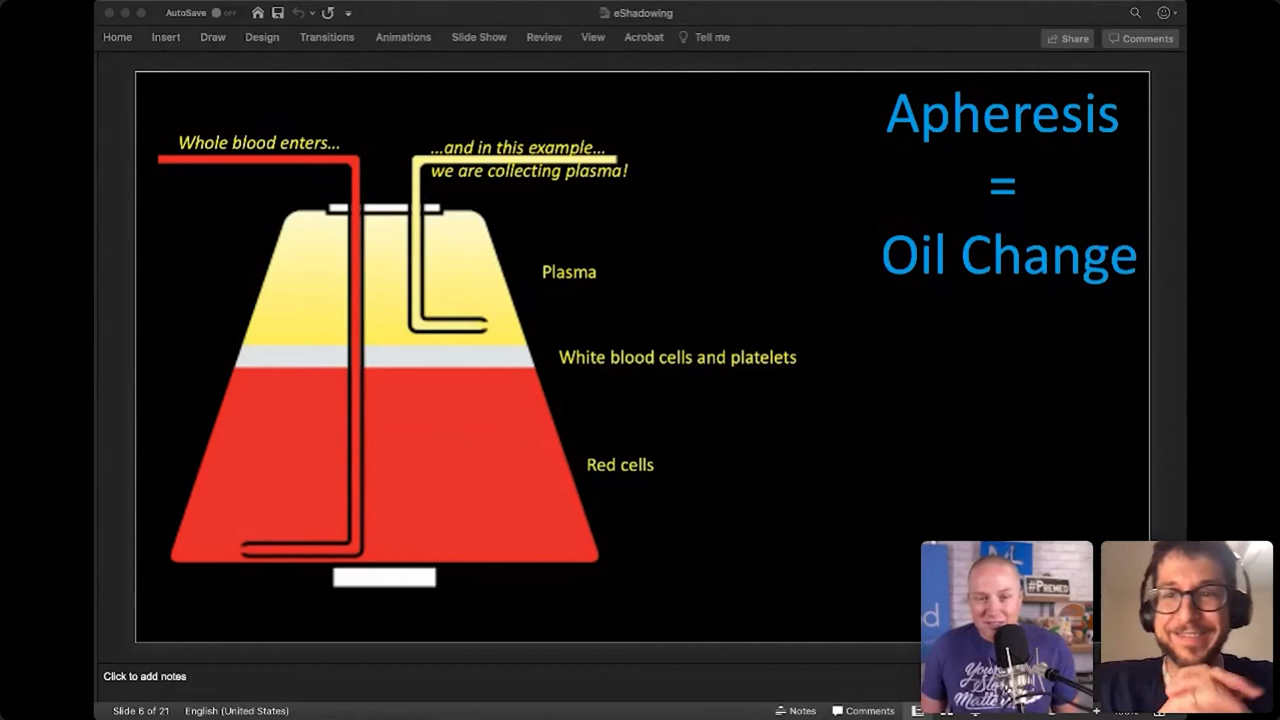 AutoSave OFF
eShadowing
Home Insert Draw Design Transitions Animations Slide Show Review View Acrobat Tell me
Share Comments
Whole blood enters...
...and in this example...
we are collecting plasma!
Apheresis
=
Oil Change
Plasma
White blood cells and platelets
Red cells
#PREMED
Click to add notes
Slide 6 of 21 English (United States) Notes Comments